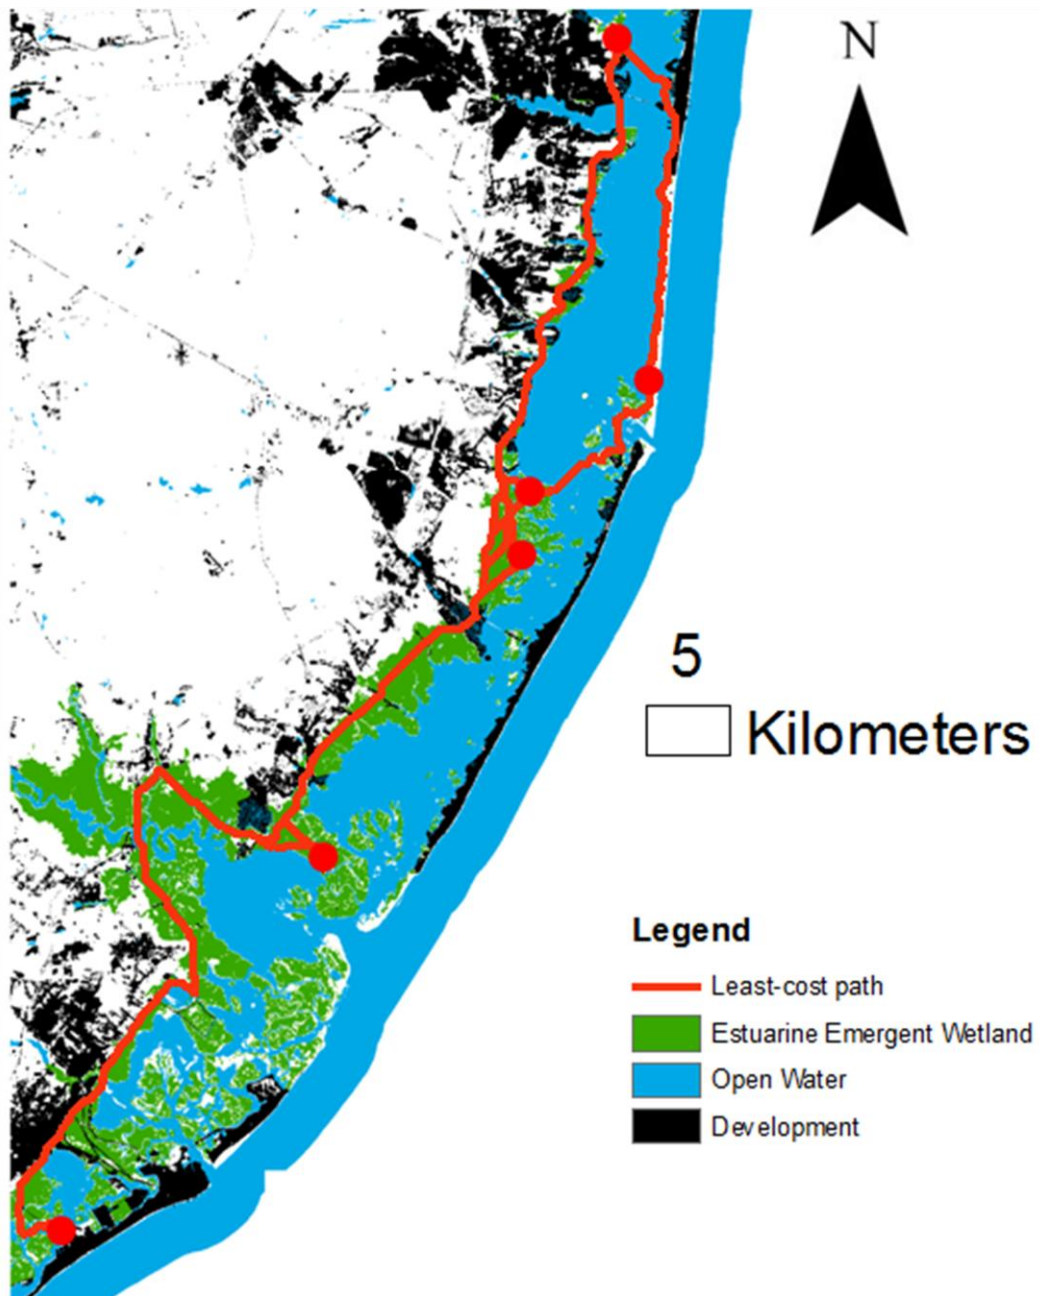 N
5
Kilometers
Legend
Least-cost path
Estuarine Emergent Wetland
Open Water
Development